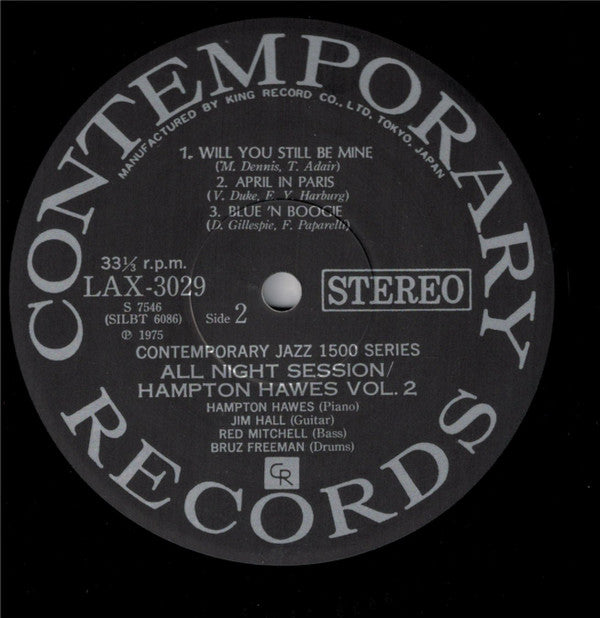 CONTEMPORARY
MANUFACTURED BY KING RECORD CO., LTD. TOKYO, JAPAN
1. WILL YOU STILL BE MINE
(M. Dennis, T. Adair)
2. APRIL IN PARIS
(V. Duke, E. Y. Harburg)
3. BLUE 'N BOOGIE
(D. Gillespie, F. Paparelli)
33⅓ r.p.m.
LAX-3029
S 7546
(SILBT 6086)
℗ 1975
Side 2
STEREO
CONTEMPORARY JAZZ 1500 SERIES
ALL NIGHT SESSION/
HAMPTON HAWES VOL. 2
HAMPTON HAWES (Piano)
JIM HALL (Guitar)
RED MITCHELL (Bass)
BRUZ FREEMAN (Drums)
CR
RECORDS